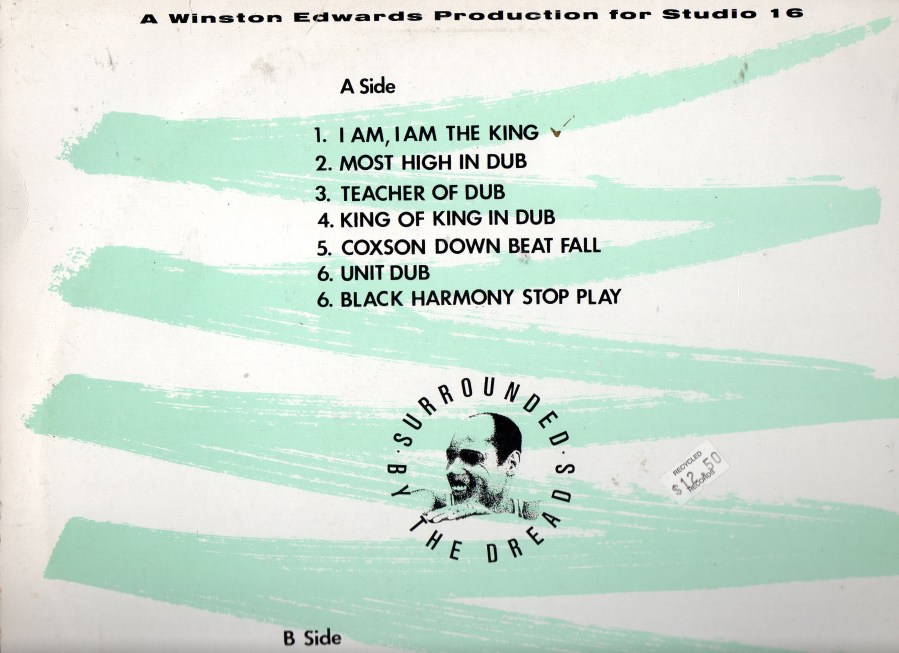 A Winston Edwards Production for Studio 16
A Side
1. I AM, I AM THE KING
2. MOST HIGH IN DUB
3. TEACHER OF DUB
4. KING OF KING IN DUB
5. COXSON DOWN BEAT FALL
6. UNIT DUB
6. BLACK HARMONY STOP PLAY
· SURROUNDED · BY THE DREADS
RECYCLED
$12.50
RECORDS
B Side